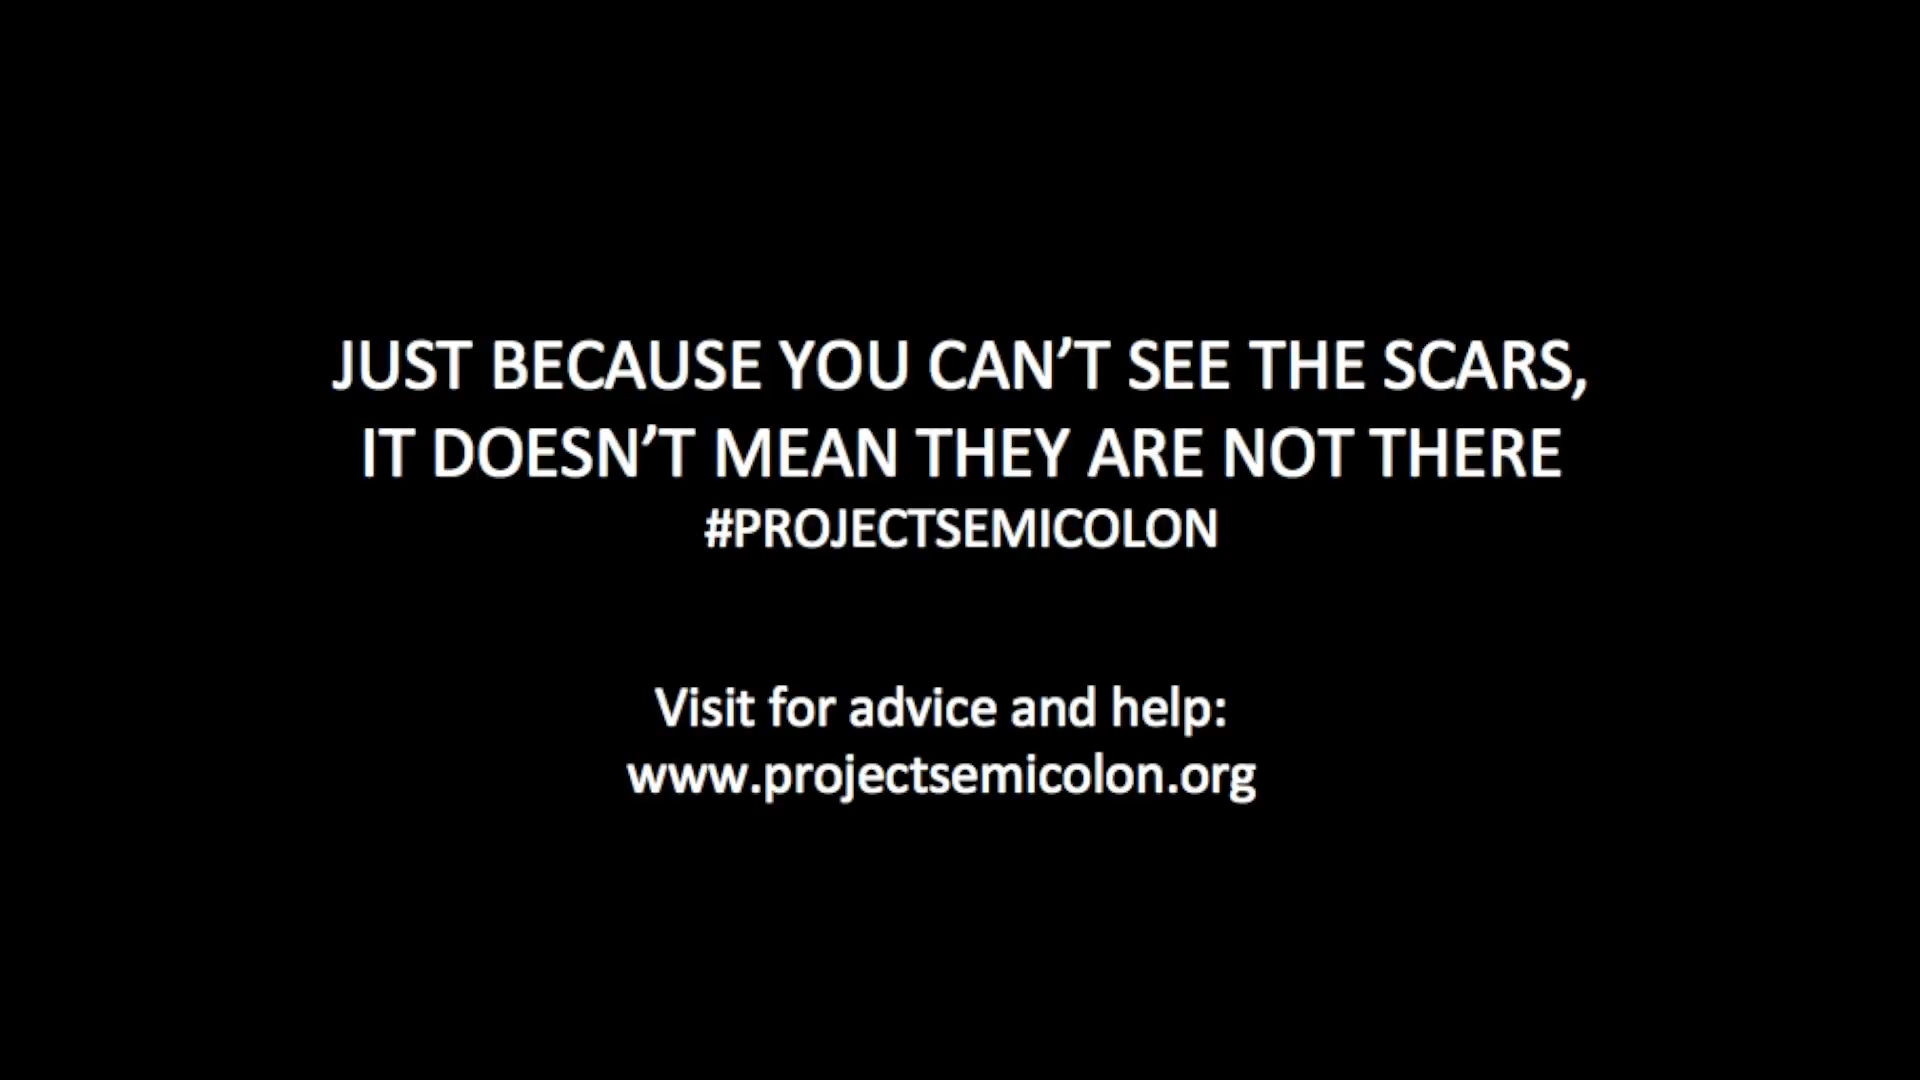 JUST BECAUSE YOU CAN’T SEE THE SCARS,
IT DOESN’T MEAN THEY ARE NOT THERE
#PROJECTSEMICOLON
Visit for advice and help:
www.projectsemicolon.org